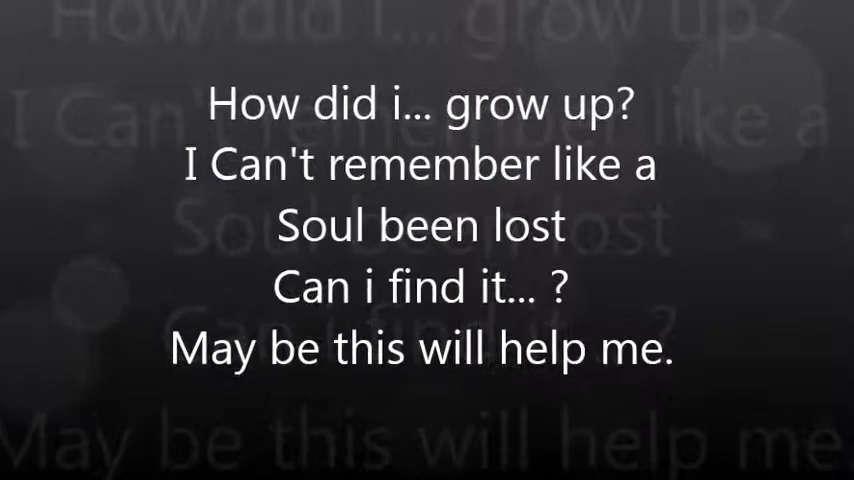 How did i... grow up?
I Can't remember like a
Soul been lost
Can i find it... ?
May be this will help me.